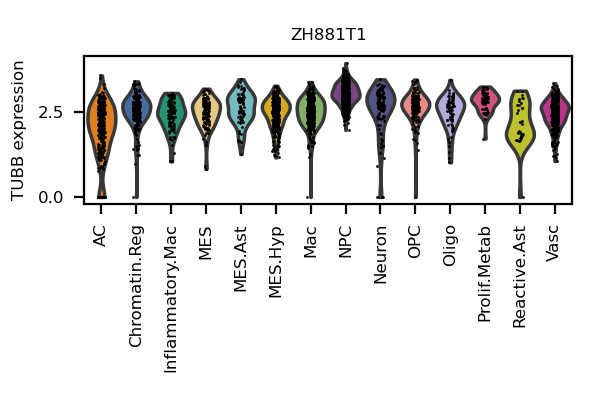 ZH881T1
TUBB expression
2.5
0.0
AC
Chromatin.Reg
Inflammatory.Mac
MES
MES.Ast
MES.Hyp
Mac
NPC
Neuron
OPC
Oligo
Prolif.Metab
Reactive.Ast
Vasc